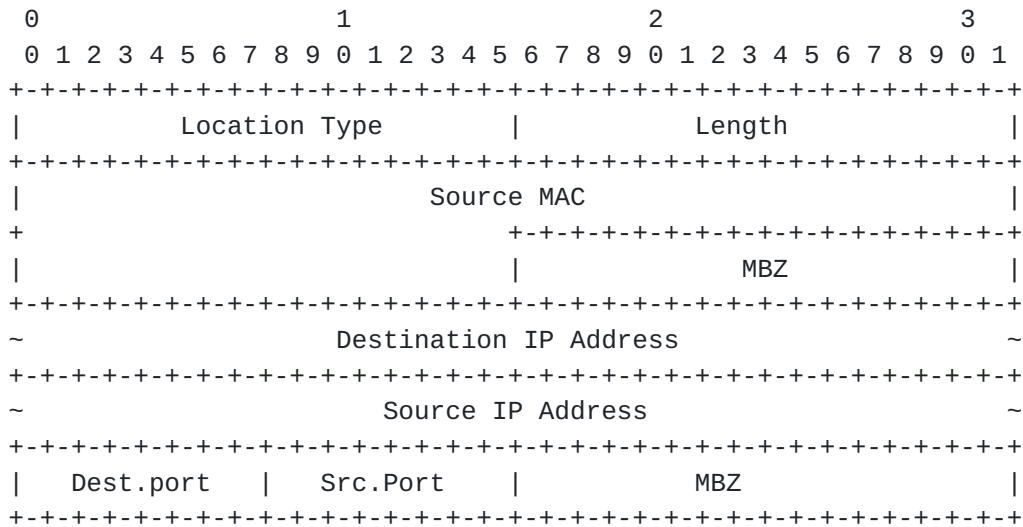 0                   1                   2                   3
 0 1 2 3 4 5 6 7 8 9 0 1 2 3 4 5 6 7 8 9 0 1 2 3 4 5 6 7 8 9 0 1
+-+-+-+-+-+-+-+-+-+-+-+-+-+-+-+-+-+-+-+-+-+-+-+-+-+-+-+-+-+-+-+-+
|          Location Type        |           Length              |
+-+-+-+-+-+-+-+-+-+-+-+-+-+-+-+-+-+-+-+-+-+-+-+-+-+-+-+-+-+-+-+-+
|                          Source MAC                           |
+                               +-+-+-+-+-+-+-+-+-+-+-+-+-+-+-+-+
|                               |              MBZ              |
+-+-+-+-+-+-+-+-+-+-+-+-+-+-+-+-+-+-+-+-+-+-+-+-+-+-+-+-+-+-+-+-+
~                    Destination IP Address                     ~
+-+-+-+-+-+-+-+-+-+-+-+-+-+-+-+-+-+-+-+-+-+-+-+-+-+-+-+-+-+-+-+-+
~                       Source IP Address                       ~
+-+-+-+-+-+-+-+-+-+-+-+-+-+-+-+-+-+-+-+-+-+-+-+-+-+-+-+-+-+-+-+-+
|   Dest.port   |   Src.Port    |           MBZ                 |
+-+-+-+-+-+-+-+-+-+-+-+-+-+-+-+-+-+-+-+-+-+-+-+-+-+-+-+-+-+-+-+-+